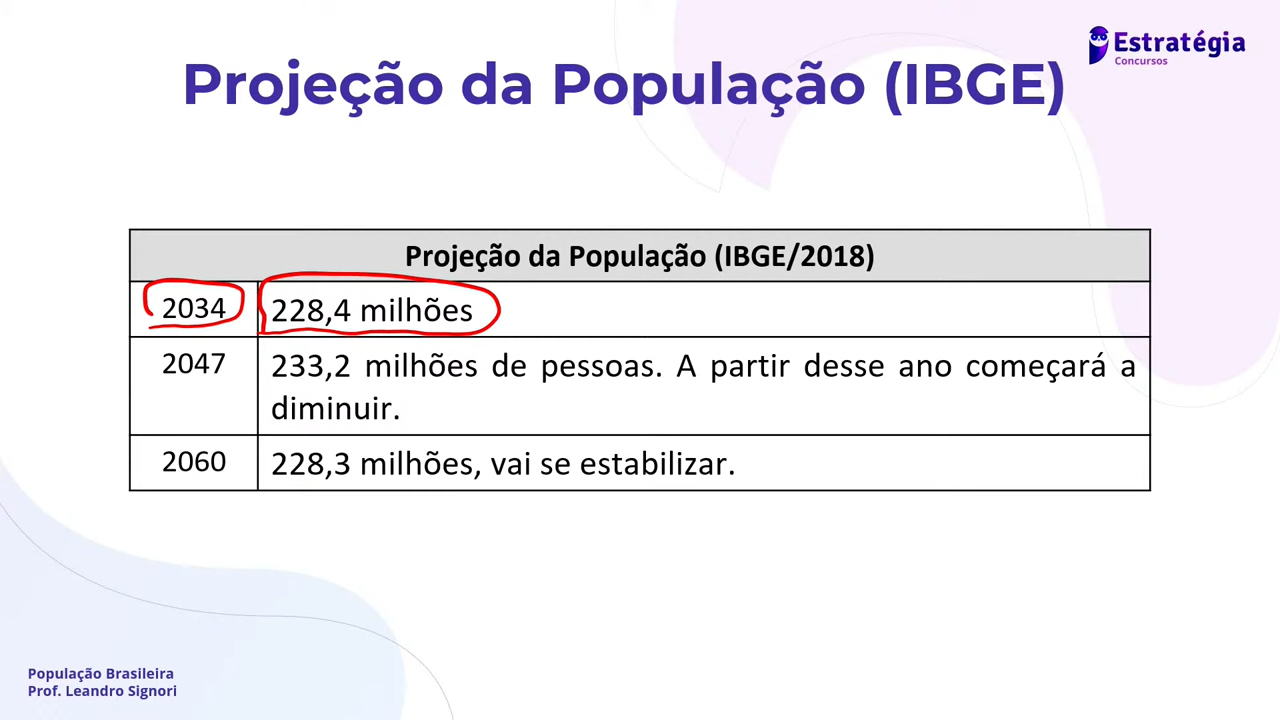 Estratégia
Concursos
Projeção da População (IBGE)
Projeção da População (IBGE/2018)
2034 228,4 milhões
2047 233,2 milhões de pessoas. A partir desse ano começará a
diminuir.
2060 228,3 milhões, vai se estabilizar.
População Brasileira
Prof. Leandro Signori